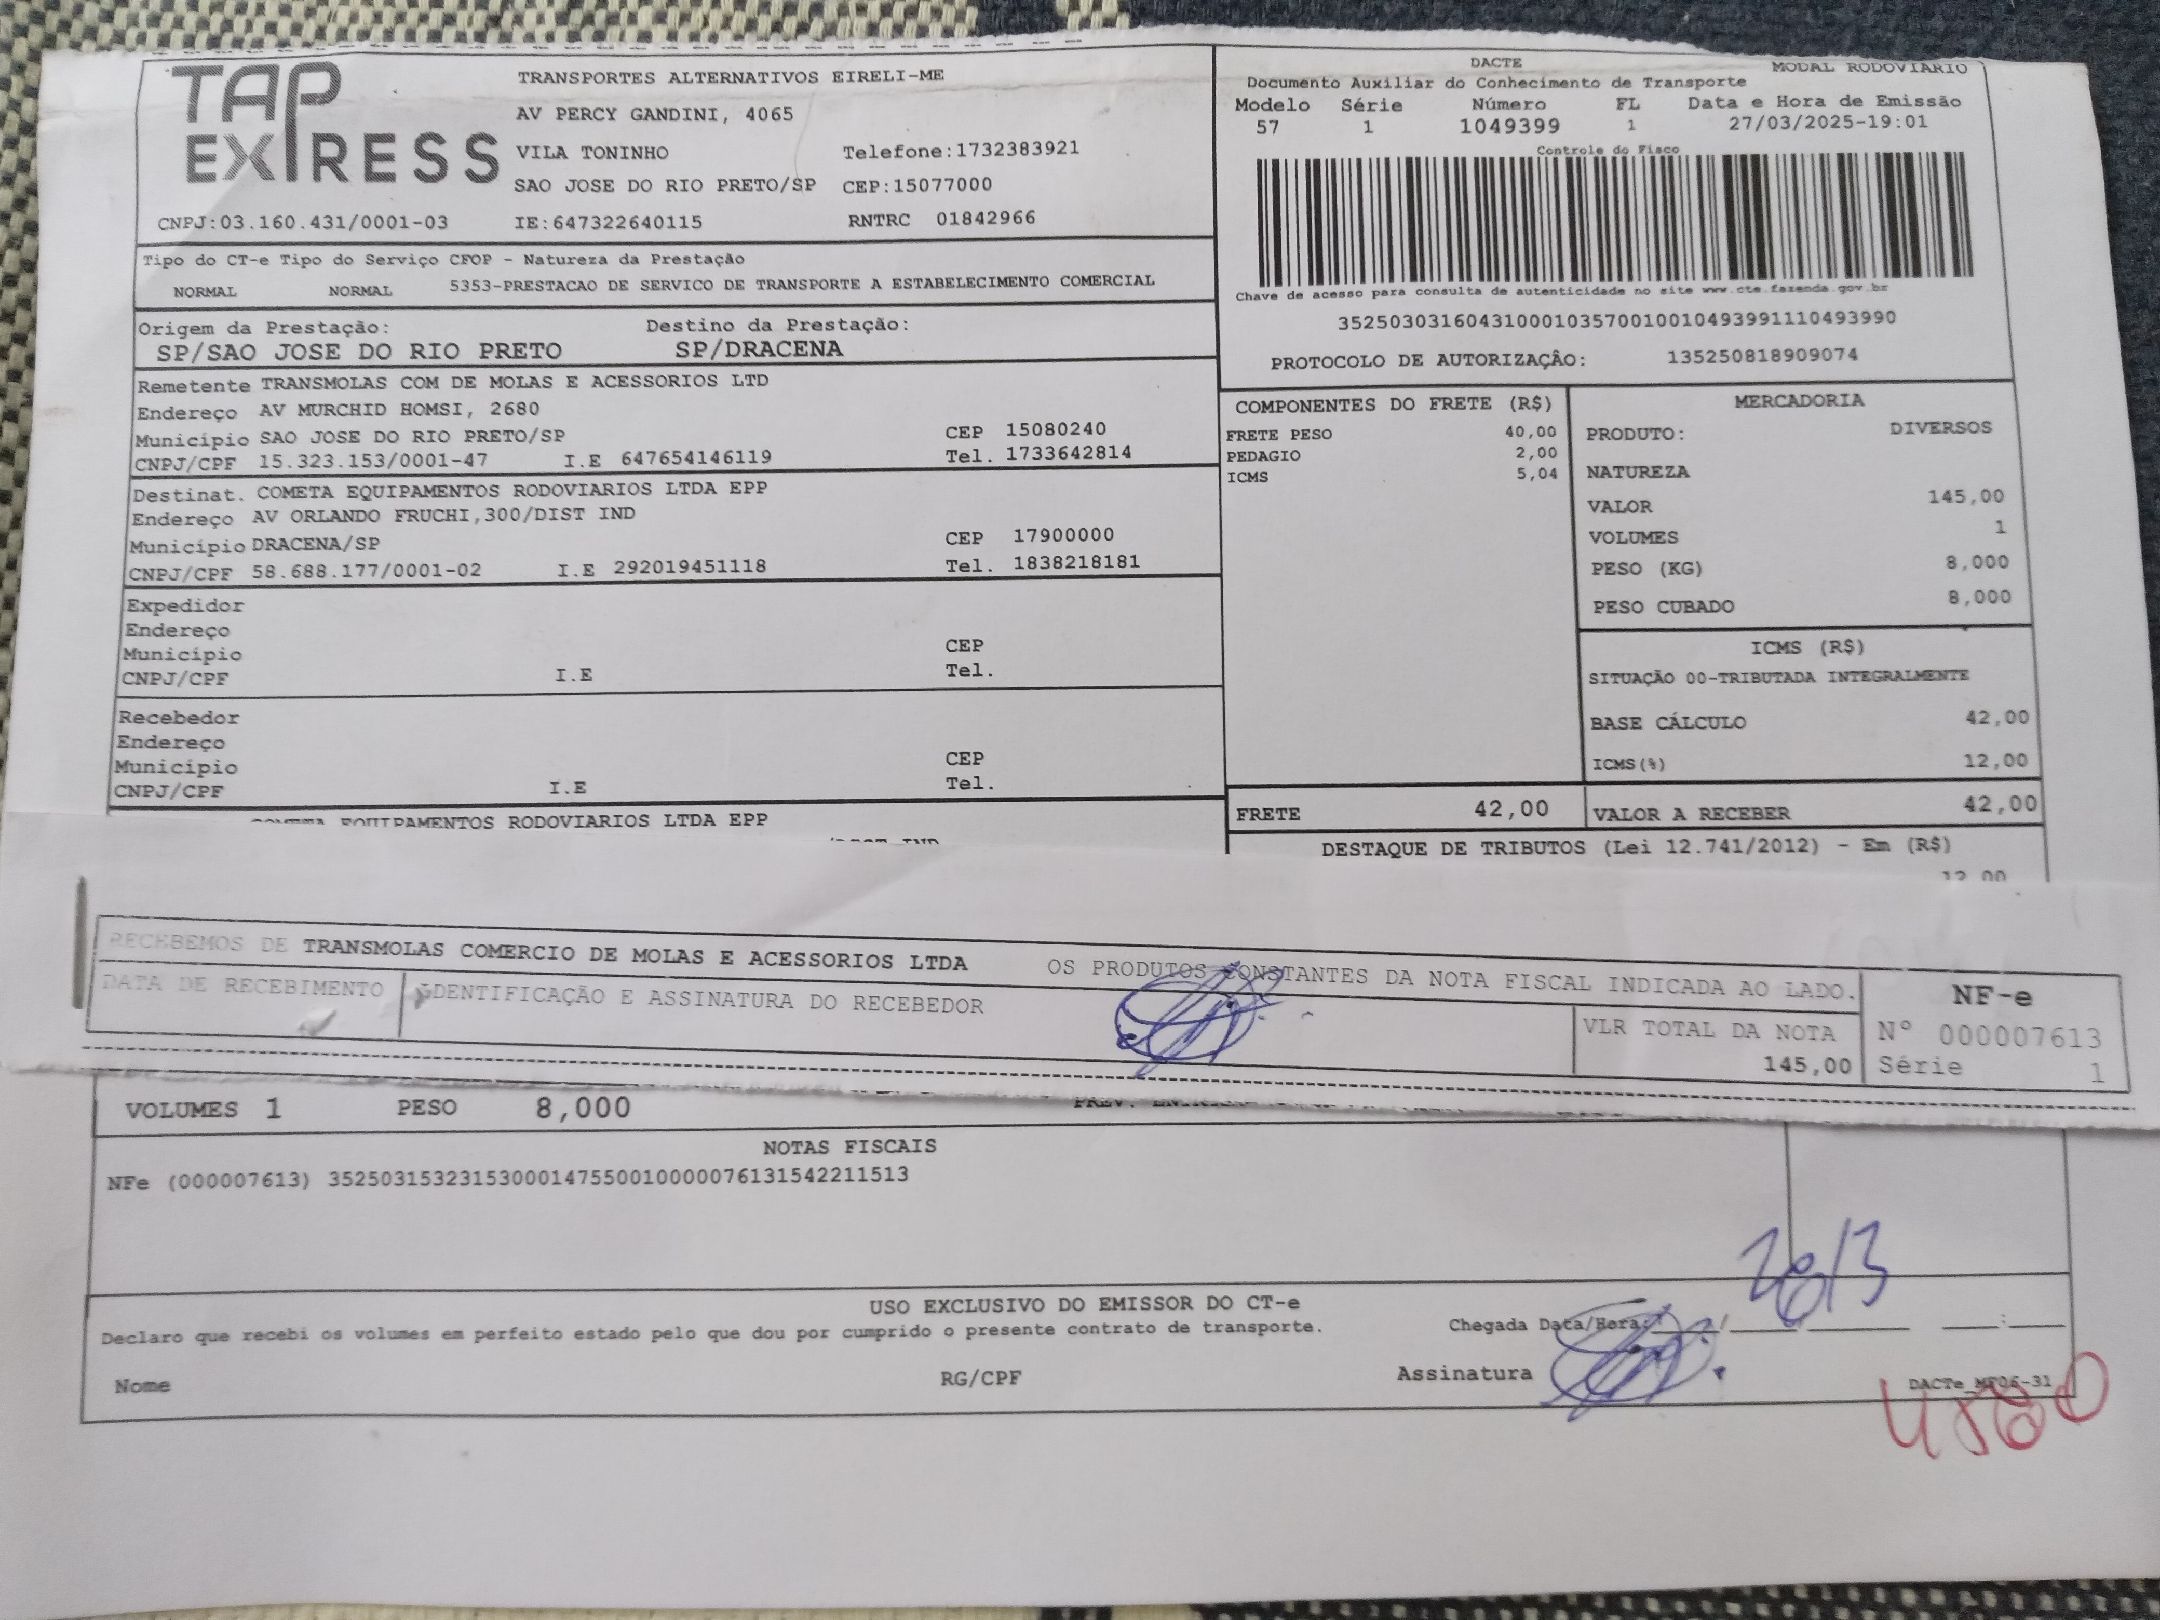 TAP EXPRESS
TRANSPORTES ALTERNATIVOS EIRELI-ME
AV PERCY GANDINI, 4065
VILA TONINHO Telefone:1732383921
SAO JOSE DO RIO PRETO/SP CEP:15077000
CNPJ:03.160.431/0001-03 IE:647322640115 RNTRC 01842966
DACTE MODAL RODOVIARIO
Documento Auxiliar do Conhecimento de Transporte
Modelo Série Número FL Data e Hora de Emissão
57 1 1049399 1 27/03/2025-19:01
Controle do Fisco
Chave de acesso para consulta de autenticidade no site www.cte.fazenda.gov.br
35250303160431000103570010010493991110493990
PROTOCOLO DE AUTORIZAÇÂO: 135250818909074
Tipo do CT-e Tipo do Serviço CFOP - Natureza da Prestação
NORMAL NORMAL 5353-PRESTACAO DE SERVICO DE TRANSPORTE A ESTABELECIMENTO COMERCIAL
Origem da Prestação: Destino da Prestação:
SP/SAO JOSE DO RIO PRETO SP/DRACENA
Remetente TRANSMOLAS COM DE MOLAS E ACESSORIOS LTD
Endereço AV MURCHID HOMSI, 2680
Município SAO JOSE DO RIO PRETO/SP CEP 15080240
CNPJ/CPF 15.323.153/0001-47 I.E 647654146119 Tel. 1733642814
Destinat. COMETA EQUIPAMENTOS RODOVIARIOS LTDA EPP
Endereço AV ORLANDO FRUCHI,300/DIST IND
Município DRACENA/SP CEP 17900000
CNPJ/CPF 58.688.177/0001-02 I.E 292019451118 Tel. 1838218181
Expedidor
Endereço
Município CEP
CNPJ/CPF I.E Tel.
Recebedor
Endereço
Município CEP
CNPJ/CPF I.E Tel.
COMETA EQUIPAMENTOS RODOVIARIOS LTDA EPP
COMPONENTES DO FRETE (R$)
FRETE PESO 40,00
PEDAGIO 2,00
ICMS 5,04
MERCADORIA
PRODUTO: DIVERSOS
NATUREZA
VALOR 145,00
VOLUMES 1
PESO (KG) 8,000
PESO CUBADO 8,000
ICMS (R$)
SITUAÇÃO 00-TRIBUTADA INTEGRALMENTE
BASE CÁLCULO 42,00
ICMS(%) 12,00
FRETE 42,00 VALOR A RECEBER 42,00
DESTAQUE DE TRIBUTOS (Lei 12.741/2012) - Em (R$)
12,00
RECEBEMOS DE TRANSMOLAS COMERCIO DE MOLAS E ACESSORIOS LTDA OS PRODUTOS CONSTANTES DA NOTA FISCAL INDICADA AO LADO.
DATA DE RECEBIMENTO IDENTIFICAÇÃO E ASSINATURA DO RECEBEDOR
VLR TOTAL DA NOTA
145,00
NF-e
Nº 000007613
Série 1
VOLUMES 1 PESO 8,000
NOTAS FISCAIS
NFe (000007613) 35250315323153000147550010000076131542211513
28/3
USO EXCLUSIVO DO EMISSOR DO CT-e
Declaro que recebi os volumes em perfeito estado pelo que dou por cumprido o presente contrato de transporte. Chegada Data/Hora: / / :
Nome RG/CPF Assinatura
DACTe_MF06-31